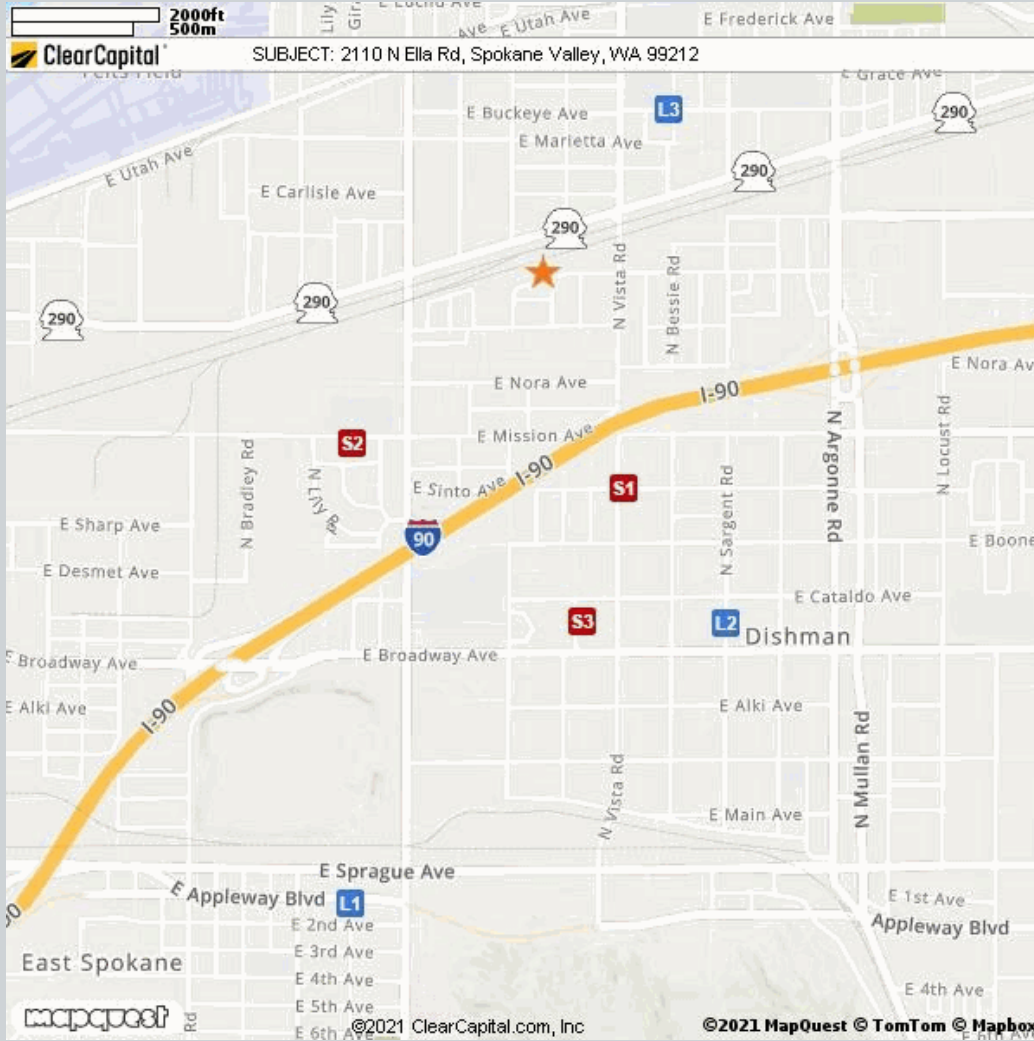 2000ft
500m
Lily
E Frederick Ave
Ave
E Utah Ave
ClearCapital
SUBJECT: 2110 N Ella Rd, Spokane Valley, WA 99212
E Grace Ave
E Buckeye Ave
L3
290
E Marietta Ave
E Utah Ave
290
E Carlisle Ave
290
N Vista Rd
N Bessie Rd
290
290
E Nora Ave
I-90
E Nora Av
S2
E Mission Ave
N Argonne Rd
N Locust Rd
N Bradley Rd
N Lily Rd
E Sinto Ave
I-90
S1
N Sargent Rd
E Sharp Ave
90
E Boone
E Desmet Ave
E Cataldo Ave
S3
L2
Dishman
E Broadway Ave
E Broadway Ave
I-90
E Alki Ave
E Alki Ave
N Mullan Rd
N Vista Rd
E Main Ave
E Sprague Ave
E Appleway Blvd
L1
E 1st Ave
E 2nd Ave
Appleway Blvd
E 3rd Ave
East Spokane
E 4th Ave
E 4th Ave
E 5th Ave
mapquest
Rd
E 6th Ave
©2021 ClearCapital.com, Inc
©2021 MapQuest © TomTom © Mapbox